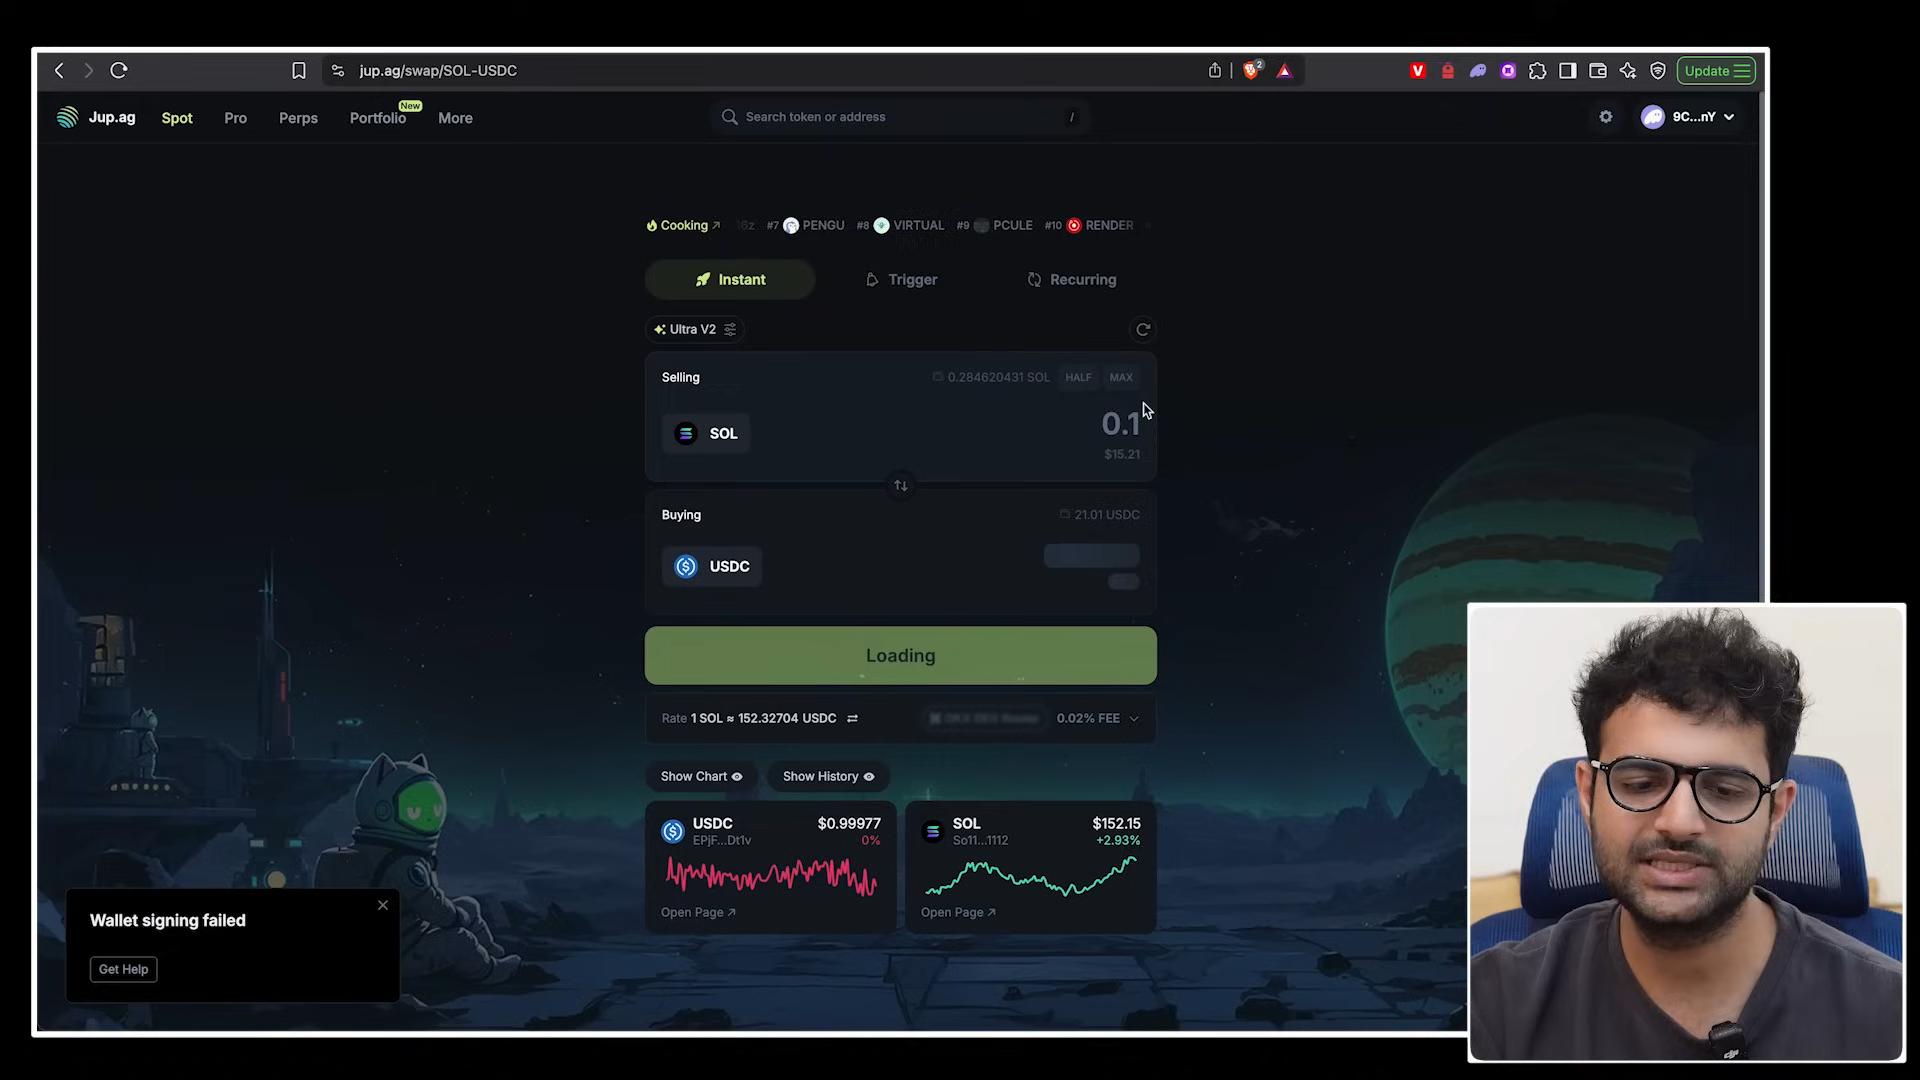 jup.ag/swap/SOL-USDC
2
V
Update
Jup.ag
Spot
Pro
Perps
Portfolio
New
More
Search token or address
/
9C...nY
Cooking
#7 PENGU
#8 VIRTUAL
#9 PCULE
#10 RENDER
Instant
Trigger
Recurring
Ultra V2
Selling
0.284620431 SOL
HALF
MAX
SOL
0.1
$15.21
Buying
21.01 USDC
USDC
Loading
Rate 1 SOL ≈ 152.32704 USDC
0.02% FEE
Show Chart
Show History
USDC
$0.99977
EPjF...Dt1v
0%
Open Page
SOL
$152.15
So11...1112
+2.93%
Open Page
Wallet signing failed
Get Help